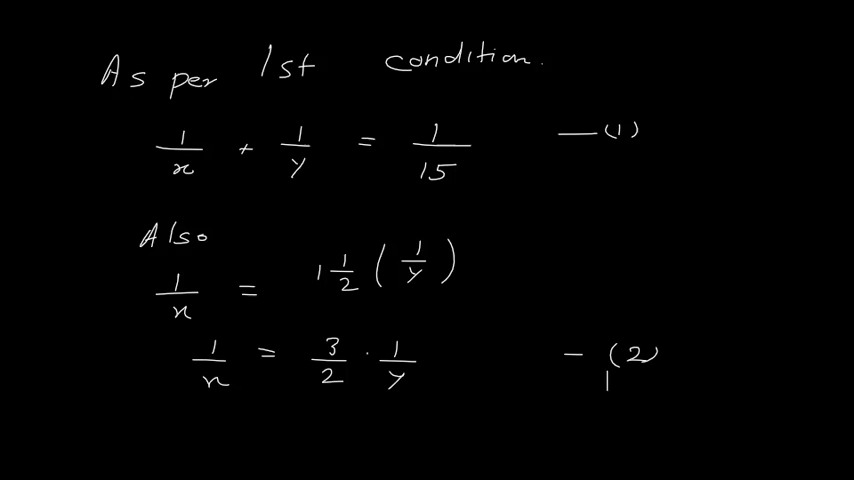 As per 1st condition.
1/x + 1/y = 1/15 —(1)
Also
1/x = 1 1/2 (1/y)
1/x = 3/2 · 1/y - (2)